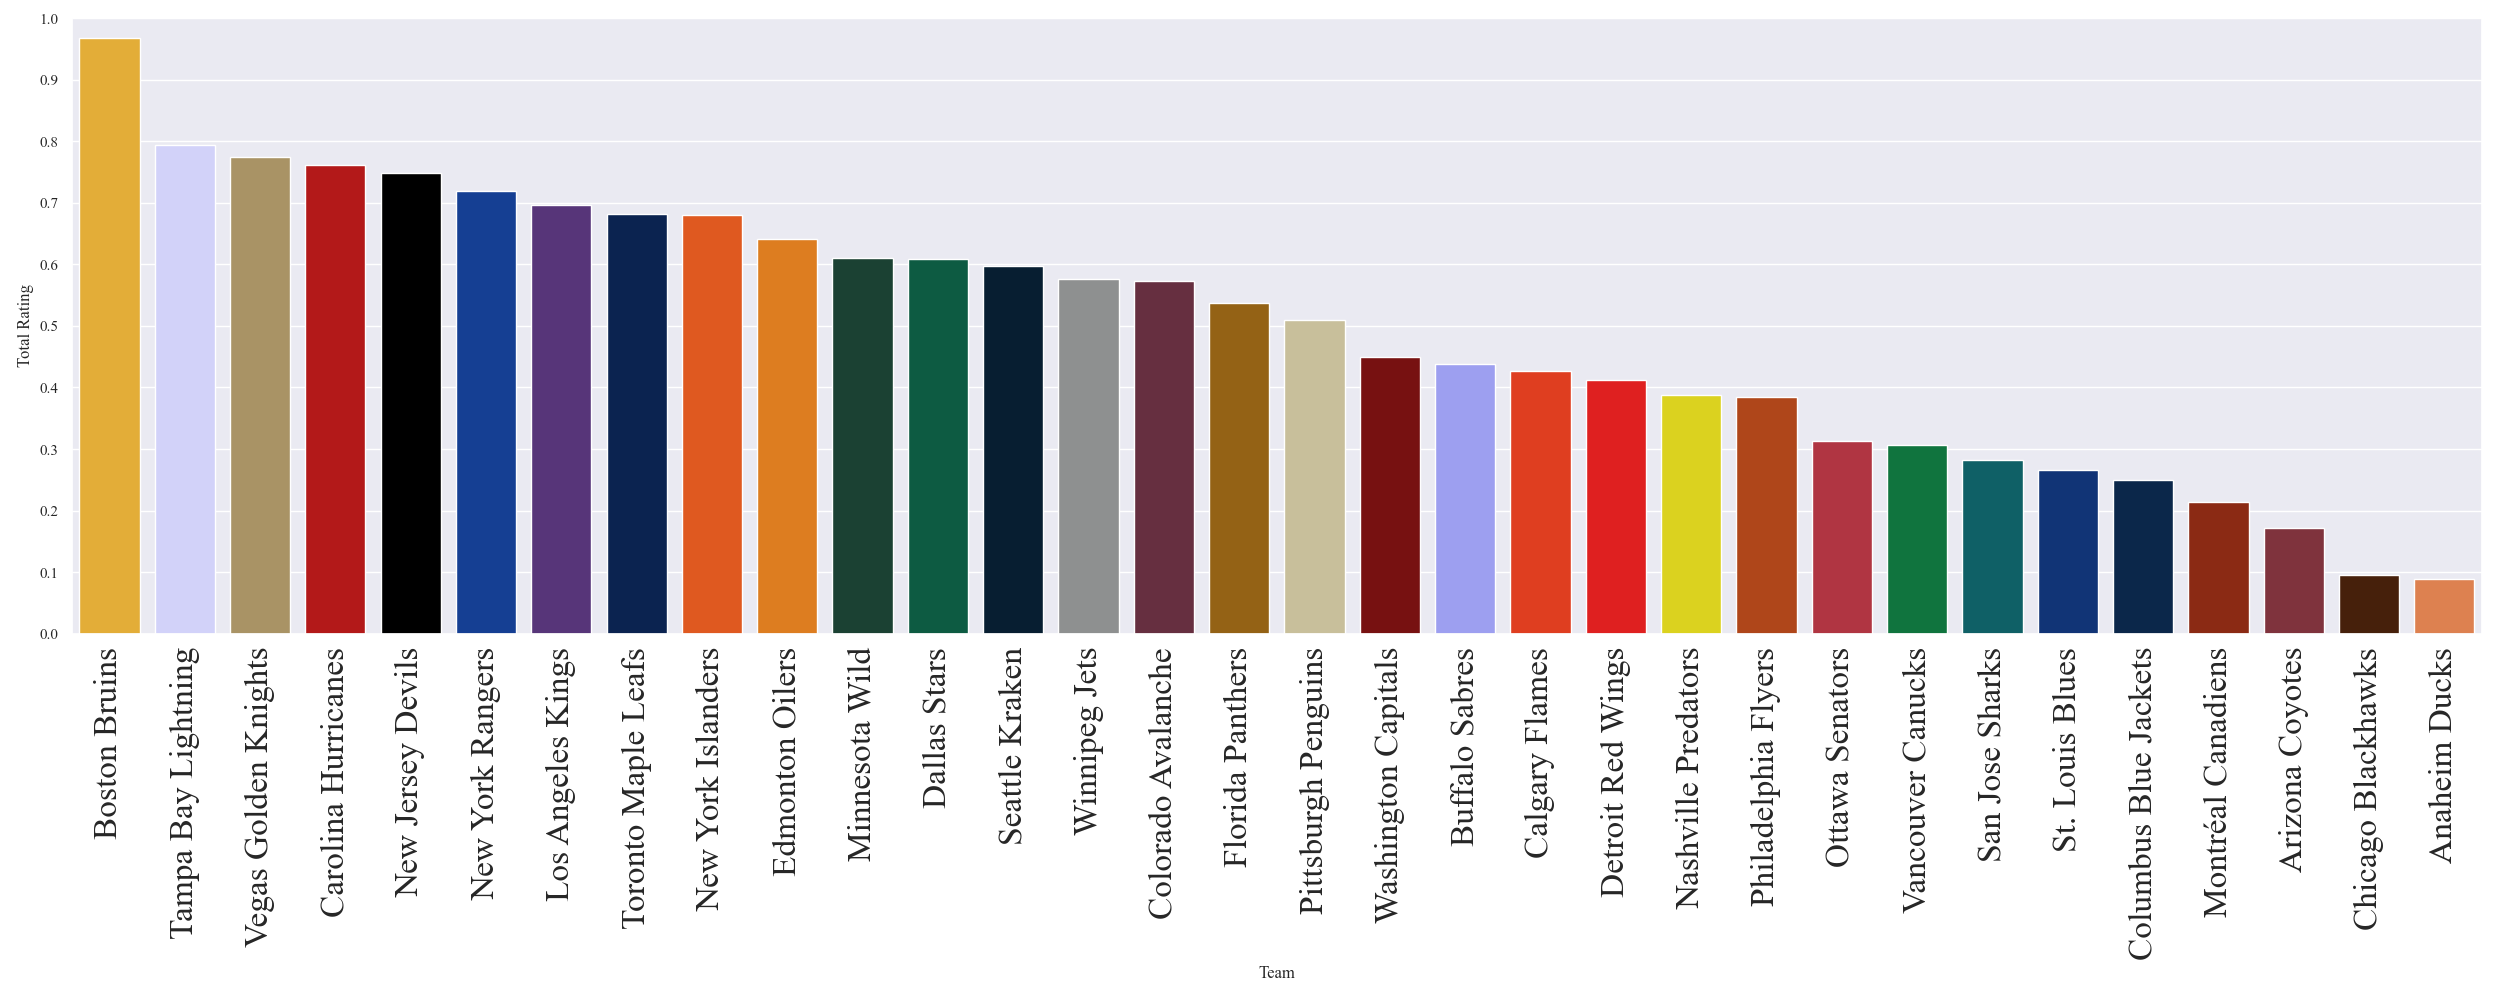 1.0
0.9
0.8
0.7
0.6
0.5
0.4
0.3
0.2
0.1
0.0
Total Rating
Boston Bruins
Tampa Bay Lightning
Vegas Golden Knights
Carolina Hurricanes
New Jersey Devils
New York Rangers
Los Angeles Kings
Toronto Maple Leafs
New York Islanders
Edmonton Oilers
Minnesota Wild
Dallas Stars
Seattle Kraken
Winnipeg Jets
Colorado Avalanche
Florida Panthers
Pittsburgh Penguins
Washington Capitals
Buffalo Sabres
Calgary Flames
Detroit Red Wings
Nashville Predators
Philadelphia Flyers
Ottawa Senators
Vancouver Canucks
San Jose Sharks
St. Louis Blues
Columbus Blue Jackets
Montréal Canadiens
Arizona Coyotes
Chicago Blackhawks
Anaheim Ducks
Team